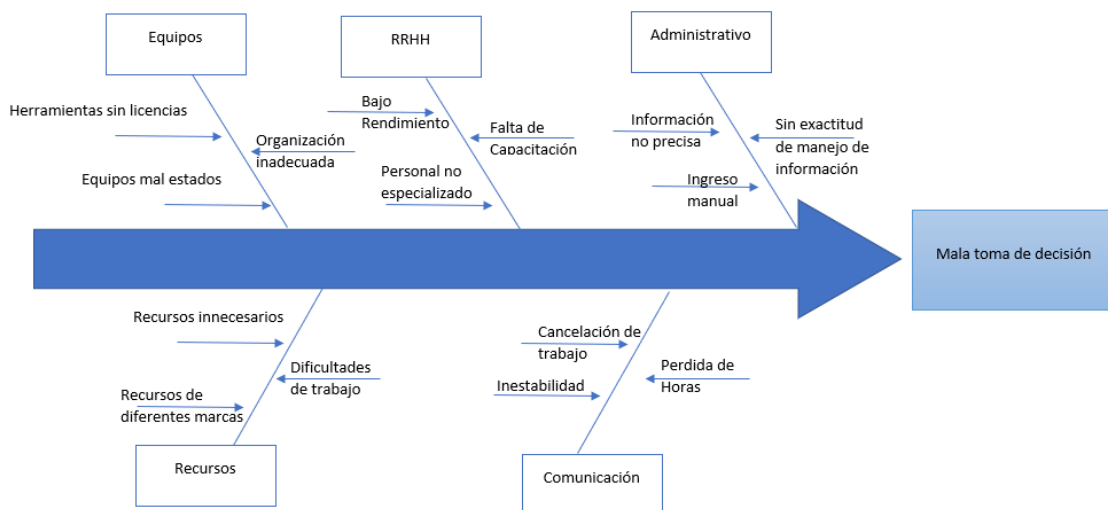 Equipos
RRHH
Administrativo
Herramientas sin licencias
Organización
inadecuada
Equipos mal estados
Bajo
Rendimiento
Falta de
Capacitación
Personal no
especializado
Información
no precisa
Sin exactitud
de manejo de
información
Ingreso
manual
Mala toma de decisión
Recursos innecesarios
Dificultades
de trabajo
Recursos de
diferentes marcas
Cancelación de
trabajo
Perdida de
Horas
Inestabilidad
Recursos
Comunicación